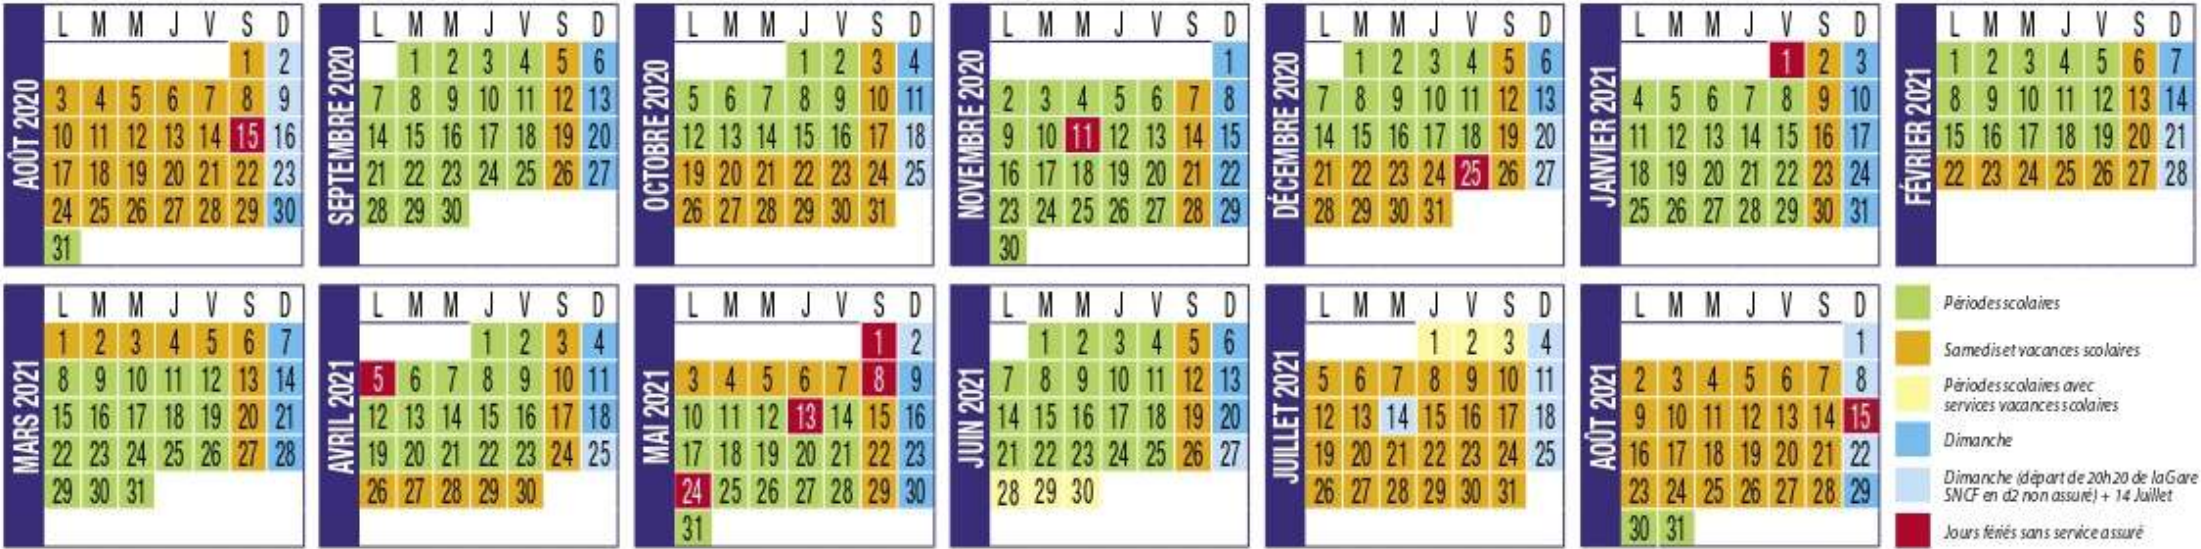 AOÛT 2020
L M M J V S D
1 2
3 4 5 6 7 8 9
10 11 12 13 14 15 16
17 18 19 20 21 22 23
24 25 26 27 28 29 30
31
SEPTEMBRE 2020
L M M J V S D
1 2 3 4 5 6
7 8 9 10 11 12 13
14 15 16 17 18 19 20
21 22 23 24 25 26 27
28 29 30
OCTOBRE 2020
L M M J V S D
1 2 3 4
5 6 7 8 9 10 11
12 13 14 15 16 17 18
19 20 21 22 23 24 25
26 27 28 29 30 31
NOVEMBRE 2020
L M M J V S D
1
2 3 4 5 6 7 8
9 10 11 12 13 14 15
16 17 18 19 20 21 22
23 24 25 26 27 28 29
30
DÉCEMBRE 2020
L M M J V S D
1 2 3 4 5 6
7 8 9 10 11 12 13
14 15 16 17 18 19 20
21 22 23 24 25 26 27
28 29 30 31
JANVIER 2021
L M M J V S D
1 2 3
4 5 6 7 8 9 10
11 12 13 14 15 16 17
18 19 20 21 22 23 24
25 26 27 28 29 30 31
FÉVRIER 2021
L M M J V S D
1 2 3 4 5 6 7
8 9 10 11 12 13 14
15 16 17 18 19 20 21
22 23 24 25 26 27 28
MARS 2021
L M M J V S D
1 2 3 4 5 6 7
8 9 10 11 12 13 14
15 16 17 18 19 20 21
22 23 24 25 26 27 28
29 30 31
AVRIL 2021
L M M J V S D
1 2 3 4
5 6 7 8 9 10 11
12 13 14 15 16 17 18
19 20 21 22 23 24 25
26 27 28 29 30
MAI 2021
L M M J V S D
1 2
3 4 5 6 7 8 9
10 11 12 13 14 15 16
17 18 19 20 21 22 23
24 25 26 27 28 29 30
31
JUIN 2021
L M M J V S D
1 2 3 4 5 6
7 8 9 10 11 12 13
14 15 16 17 18 19 20
21 22 23 24 25 26 27
28 29 30
JUILLET 2021
L M M J V S D
1 2 3 4
5 6 7 8 9 10 11
12 13 14 15 16 17 18
19 20 21 22 23 24 25
26 27 28 29 30 31
AOÛT 2021
L M M J V S D
1
2 3 4 5 6 7 8
9 10 11 12 13 14 15
16 17 18 19 20 21 22
23 24 25 26 27 28 29
30 31
Périodes scolaires
Samedis et vacances scolaires
Périodes scolaires avec
services vacances scolaires
Dimanche
Dimanche (départ de 20h20 de la Gare
SNCF en d2 non assuré) + 14 Juillet
Jours fériés sans service assuré